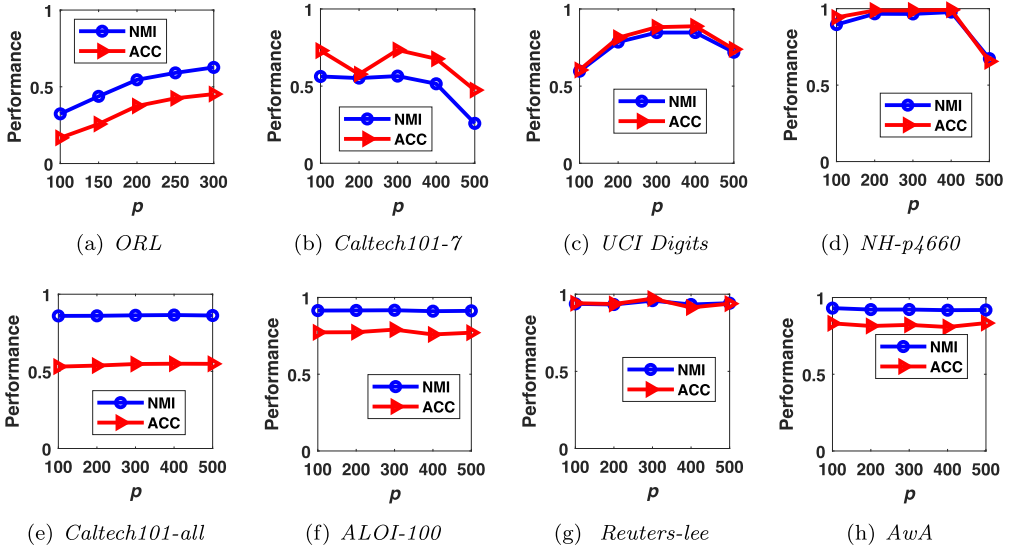 Performance
1
0.5
0
NMI
ACC
100 150 200 250 300
p
(a) ORL
Performance
1
0.5
0
NMI
ACC
100 200 300 400 500
p
(b) Caltech101-7
Performance
1
0.5
0
NMI
ACC
100 200 300 400 500
p
(c) UCI Digits
Performance
1
0.5
0
NMI
ACC
100 200 300 400 500
p
(d) NH-p4660
Performance
1
0.5
0
NMI
ACC
100 200 300 400 500
p
(e) Caltech101-all
Performance
1
0.5
0
NMI
ACC
100 200 300 400 500
p
(f) ALOI-100
Performance
1
0.5
0
NMI
ACC
100 200 300 400 500
p
(g) Reuters-lee
Performance
1
0.5
0
NMI
ACC
100 200 300 400 500
p
(h) AwA